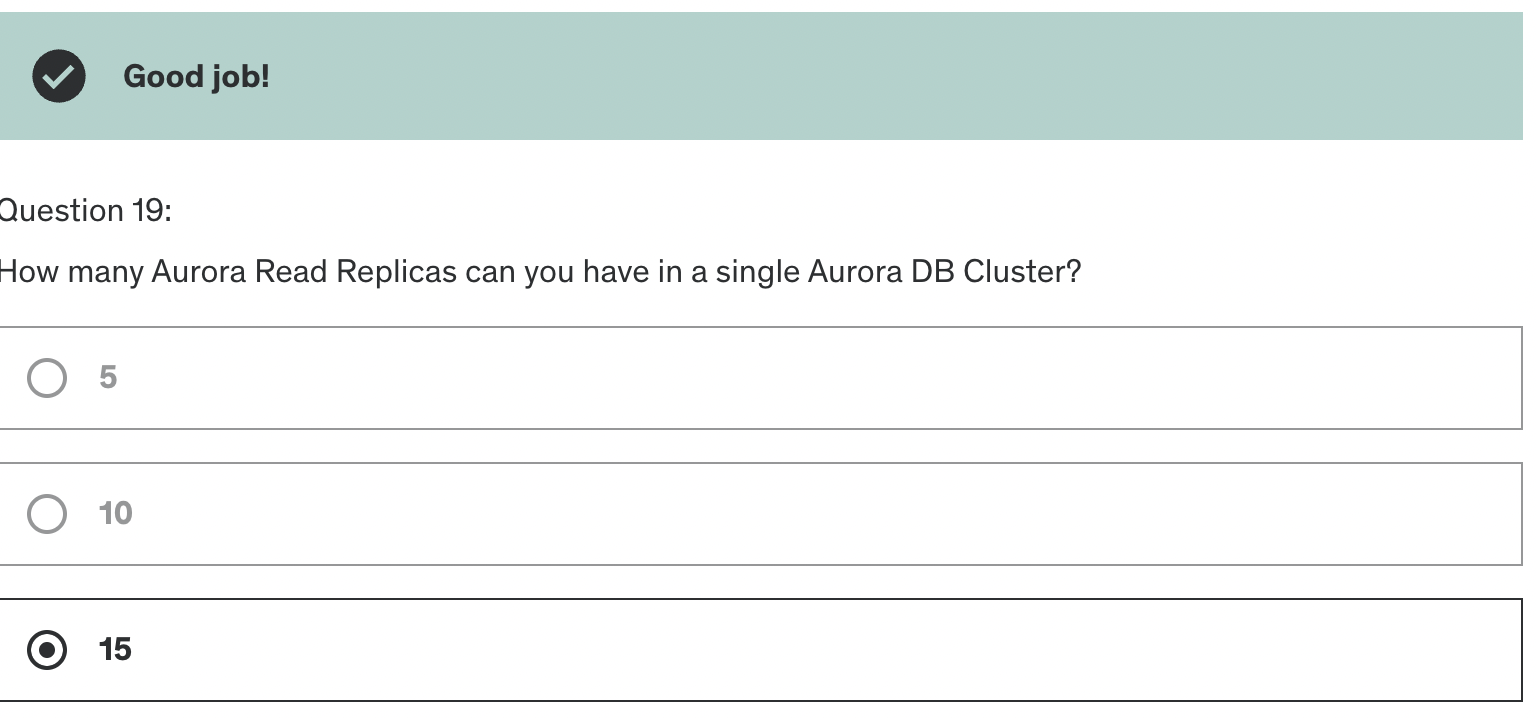 Good job!
Question 19:
How many Aurora Read Replicas can you have in a single Aurora DB Cluster?
5
10
15